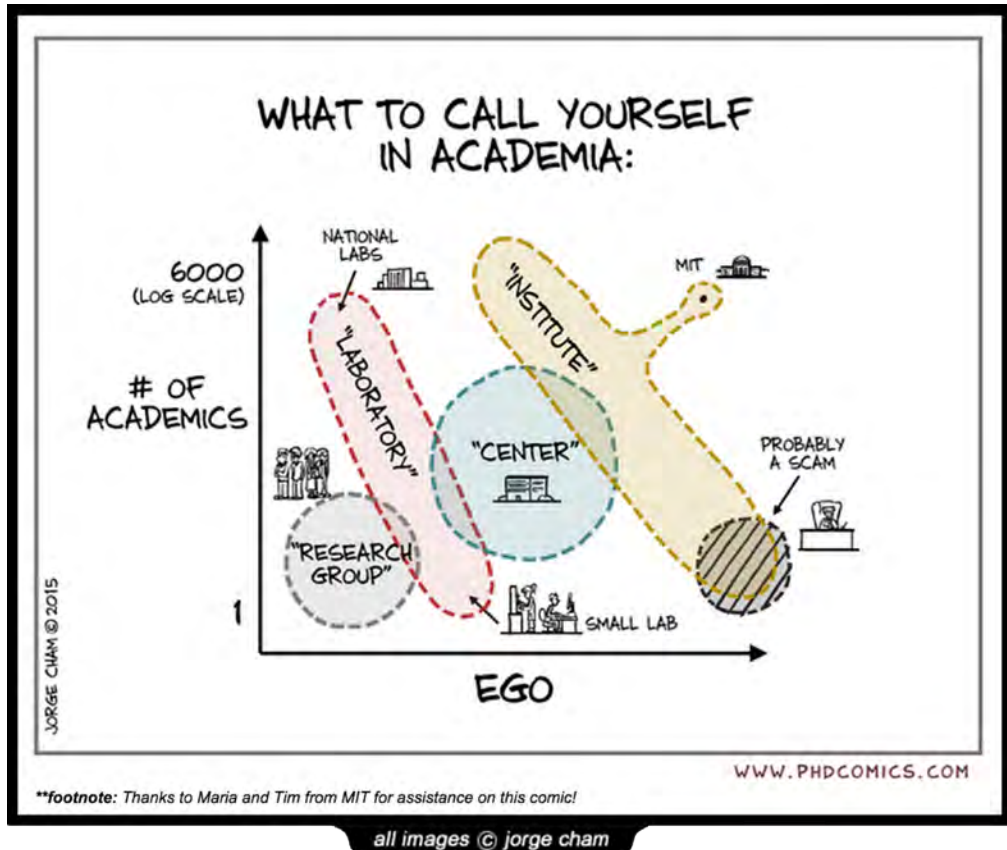 WHAT TO CALL YOURSELF
IN ACADEMIA:
NATIONAL
LABS
6000
(LOG SCALE)
"INSTITUTE"
MIT
"LABORATORY"
# OF
ACADEMICS
"CENTER"
PROBABLY
A SCAM
"RESEARCH
GROUP"
1
SMALL LAB
EGO
JORGE CHAM © 2015
WWW.PHDCOMICS.COM
**footnote: Thanks to Maria and Tim from MIT for assistance on this comic!
all images © jorge cham